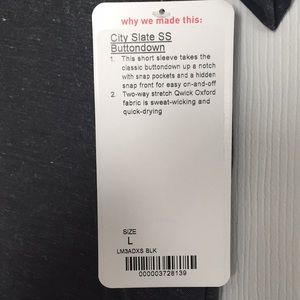 why we made this:
City Slate SS
Buttondown
1. This short sleeve takes the
classic buttondown up a notch
with snap pockets and a hidden
snap front for easy on-and-off
2. Two-way stretch Qwick Oxford
fabric is sweat-wicking and
quick-drying
SIZE
L
LM3ADXS BLK
000003728139